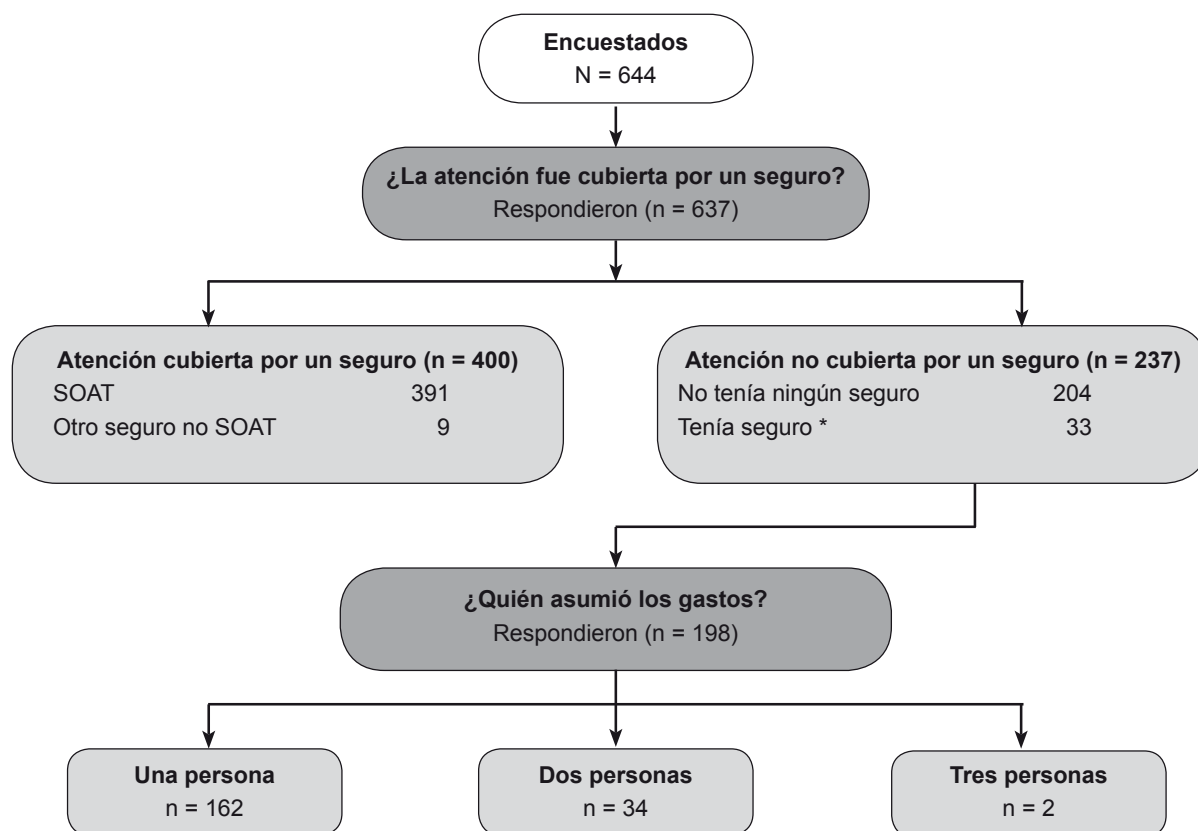 Encuestados
N = 644
¿La atención fue cubierta por un seguro?
Respondieron (n = 637)
Atención cubierta por un seguro (n = 400)
SOAT 391
Otro seguro no SOAT 9
Atención no cubierta por un seguro (n = 237)
No tenía ningún seguro 204
Tenía seguro * 33
¿Quién asumió los gastos?
Respondieron (n = 198)
Una persona
n = 162
Dos personas
n = 34
Tres personas
n = 2